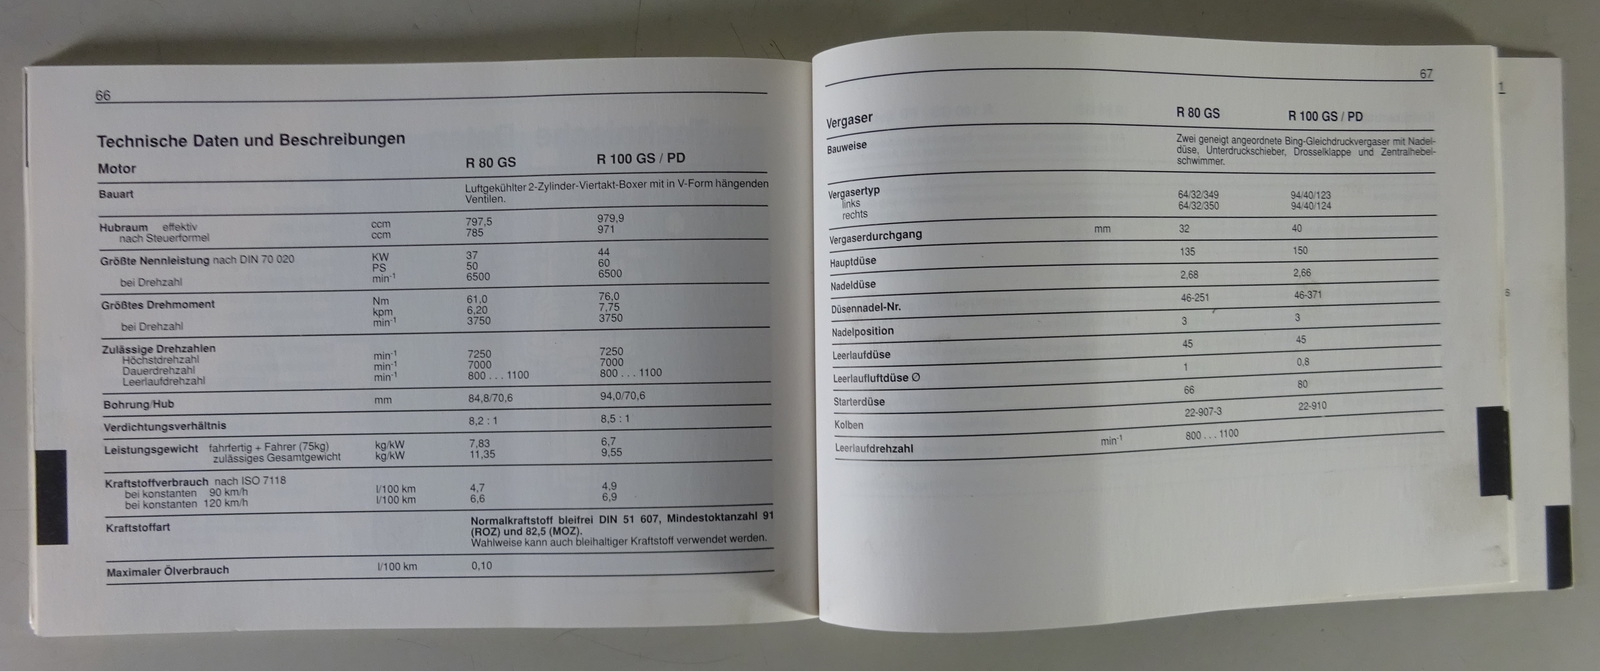 66
Technische Daten und Beschreibungen
Motor R 80 GS R 100 GS / PD
Bauart Luftgekühlter 2-Zylinder-Viertakt-Boxer mit in V-Form hängenden
Ventilen.
Hubraum effektiv ccm 797,5 979,9
nach Steuerformel ccm 785 971
Größte Nennleistung nach DIN 70 020 KW 37 44
PS 50 60
bei Drehzahl min-1 6500 6500
Größtes Drehmoment Nm 61,0 76,0
kpm 6,20 7,75
bei Drehzahl min-1 3750 3750
Zulässige Drehzahlen
Höchstdrehzahl min-1 7250 7250
Dauerdrehzahl min-1 7000 7000
Leerlaufdrehzahl min-1 800 . . . 1100 800 . . . 1100
Bohrung/Hub mm 84,8/70,6 94,0/70,6
Verdichtungsverhältnis 8,2 : 1 8,5 : 1
Leistungsgewicht fahrfertig + Fahrer (75kg) kg/kW 7,83 6,7
zulässiges Gesamtgewicht kg/kW 11,35 9,55
Kraftstoffverbrauch nach ISO 7118
bei konstanten 90 km/h l/100 km 4,7 4,9
bei konstanten 120 km/h l/100 km 6,6 6,9
Kraftstoffart Normalkraftstoff bleifrei DIN 51 607, Mindestoktanzahl 91
(ROZ) und 82,5 (MOZ).
Wahlweise kann auch bleihaltiger Kraftstoff verwendet werden.
Maximaler Ölverbrauch l/100 km 0,10
67
Vergaser R 80 GS R 100 GS / PD
Bauweise Zwei geneigt angeordnete Bing-Gleichdruckvergaser mit Nadel-
düse, Unterdruckschieber, Drosselklappe und Zentralhebel-
schwimmer.
Vergasertyp
links 64/32/349 94/40/123
rechts 64/32/350 94/40/124
Vergaserdurchgang mm 32 40
Hauptdüse 135 150
Nadeldüse 2,68 2,66
Düsennadel-Nr. 46-251 46-371
Nadelposition 3 3
Leerlaufdüse 45 45
Leerlaufluftdüse Ø 1 0,8
Starterdüse 66 80
Kolben 22-907-3 22-910
Leerlaufdrehzahl min-1 800 . . . 1100
1
s